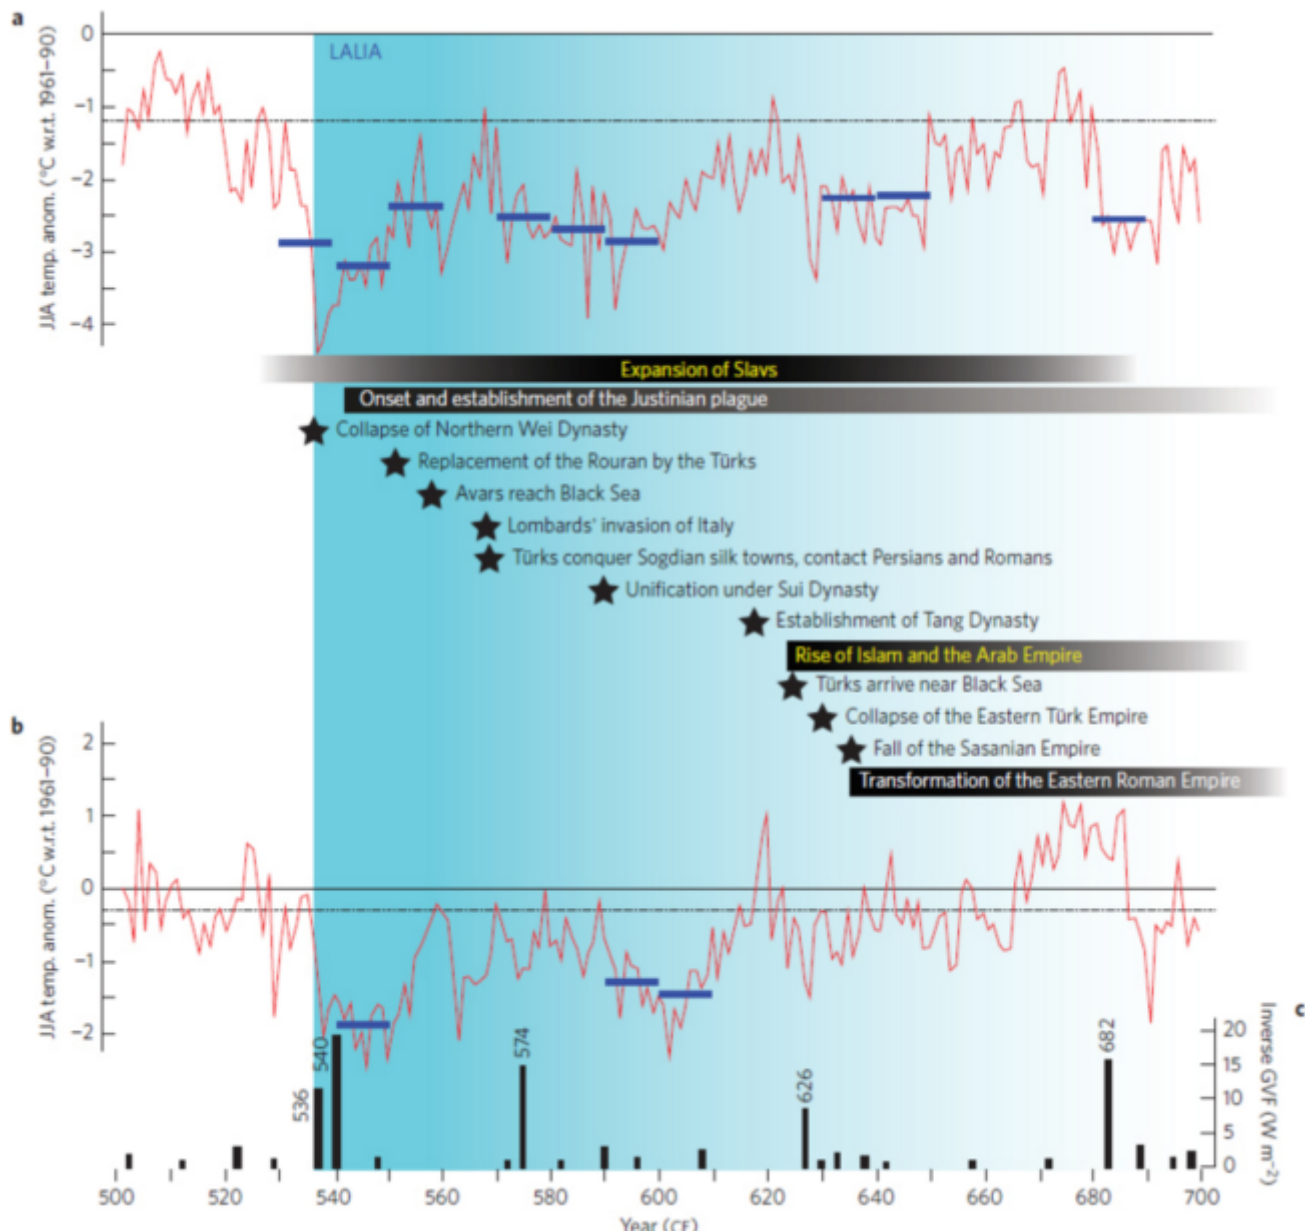 a
0
LALIA
−1
−2
−3
−4
JJA temp. anom. (°C w.r.t. 1961–90)
Expansion of Slavs
Onset and establishment of the Justinian plague
Collapse of Northern Wei Dynasty
Replacement of the Rouran by the Türks
Avars reach Black Sea
Lombards' invasion of Italy
Türks conquer Sogdian silk towns, contact Persians and Romans
Unification under Sui Dynasty
Establishment of Tang Dynasty
Rise of Islam and the Arab Empire
Türks arrive near Black Sea
Collapse of the Eastern Türk Empire
Fall of the Sasanian Empire
Transformation of the Eastern Roman Empire
b
2
1
0
−1
−2
JJA temp. anom. (°C w.r.t. 1961–90)
c
20
15
10
5
0
Inverse GVF (W m⁻²)
536
540
574
626
682
500 520 540 560 580 600 620 640 660 680 700
Year (CE)